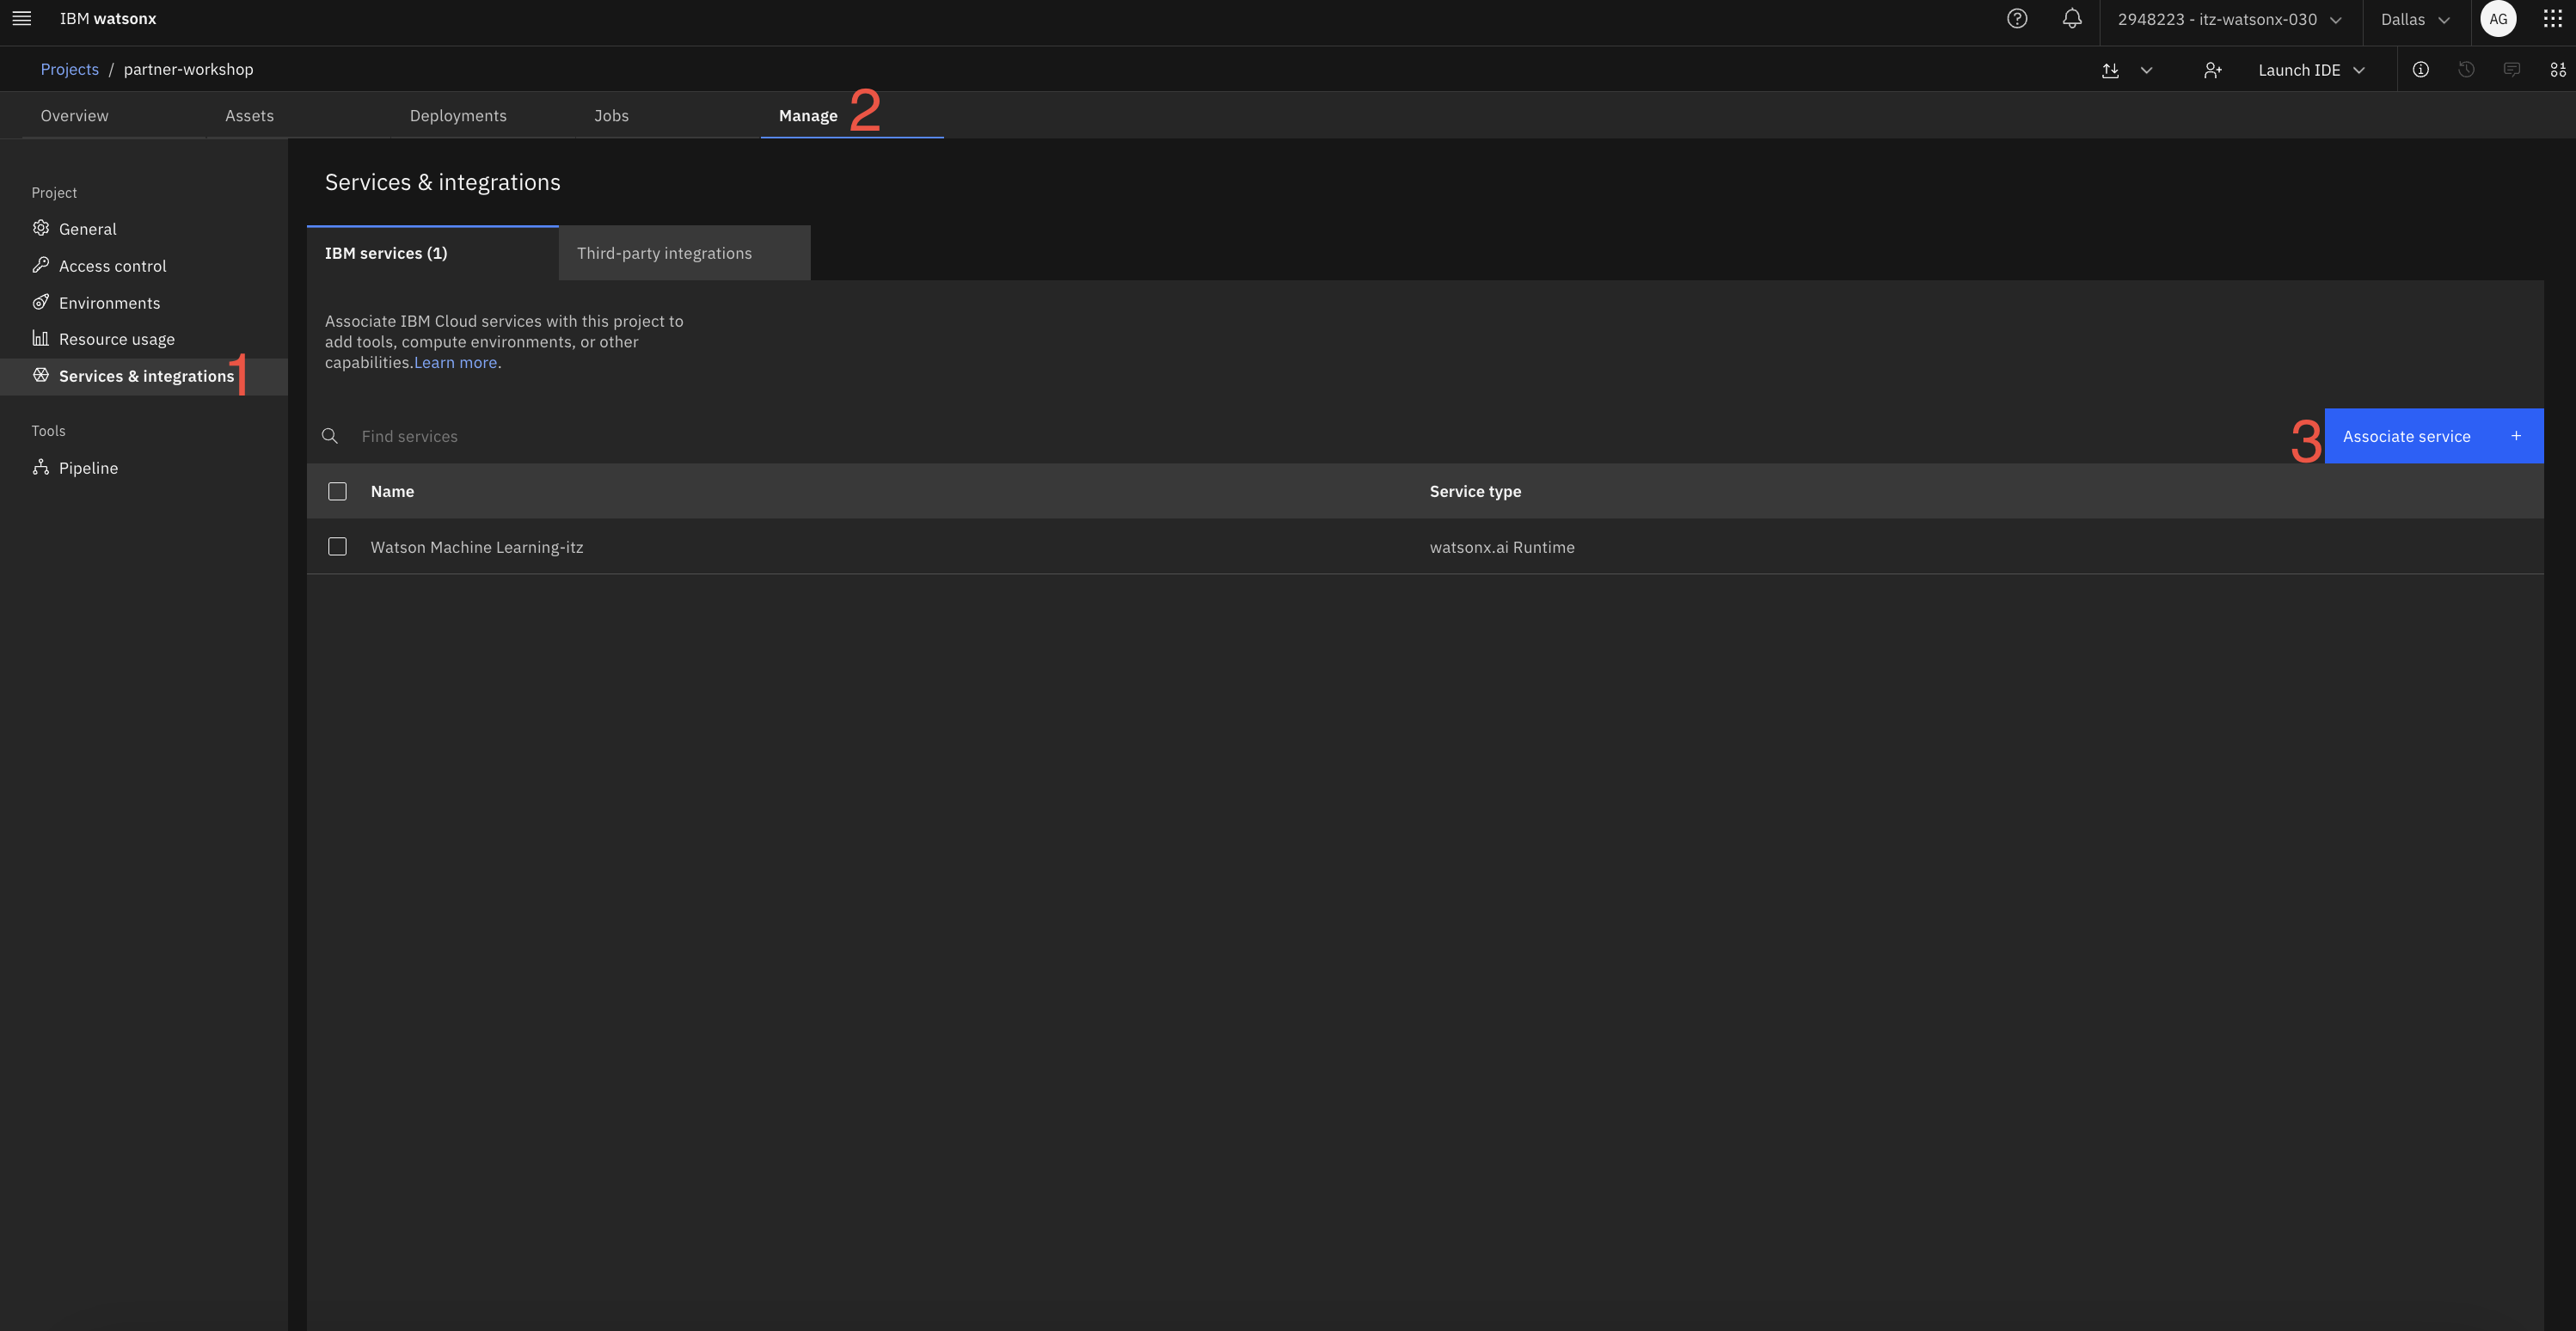 IBM watsonx
2948223 - itz-watsonx-030
Dallas
AG
Projects / partner-workshop
Launch IDE
Overview
Assets
Deployments
Jobs
Manage
2
Project
General
Access control
Environments
Resource usage
Services & integrations
1
Tools
Pipeline
Services & integrations
IBM services (1)
Third-party integrations
Associate IBM Cloud services with this project to
add tools, compute environments, or other
capabilities.Learn more.
Find services
3
Associate service +
Name
Service type
Watson Machine Learning-itz
watsonx.ai Runtime